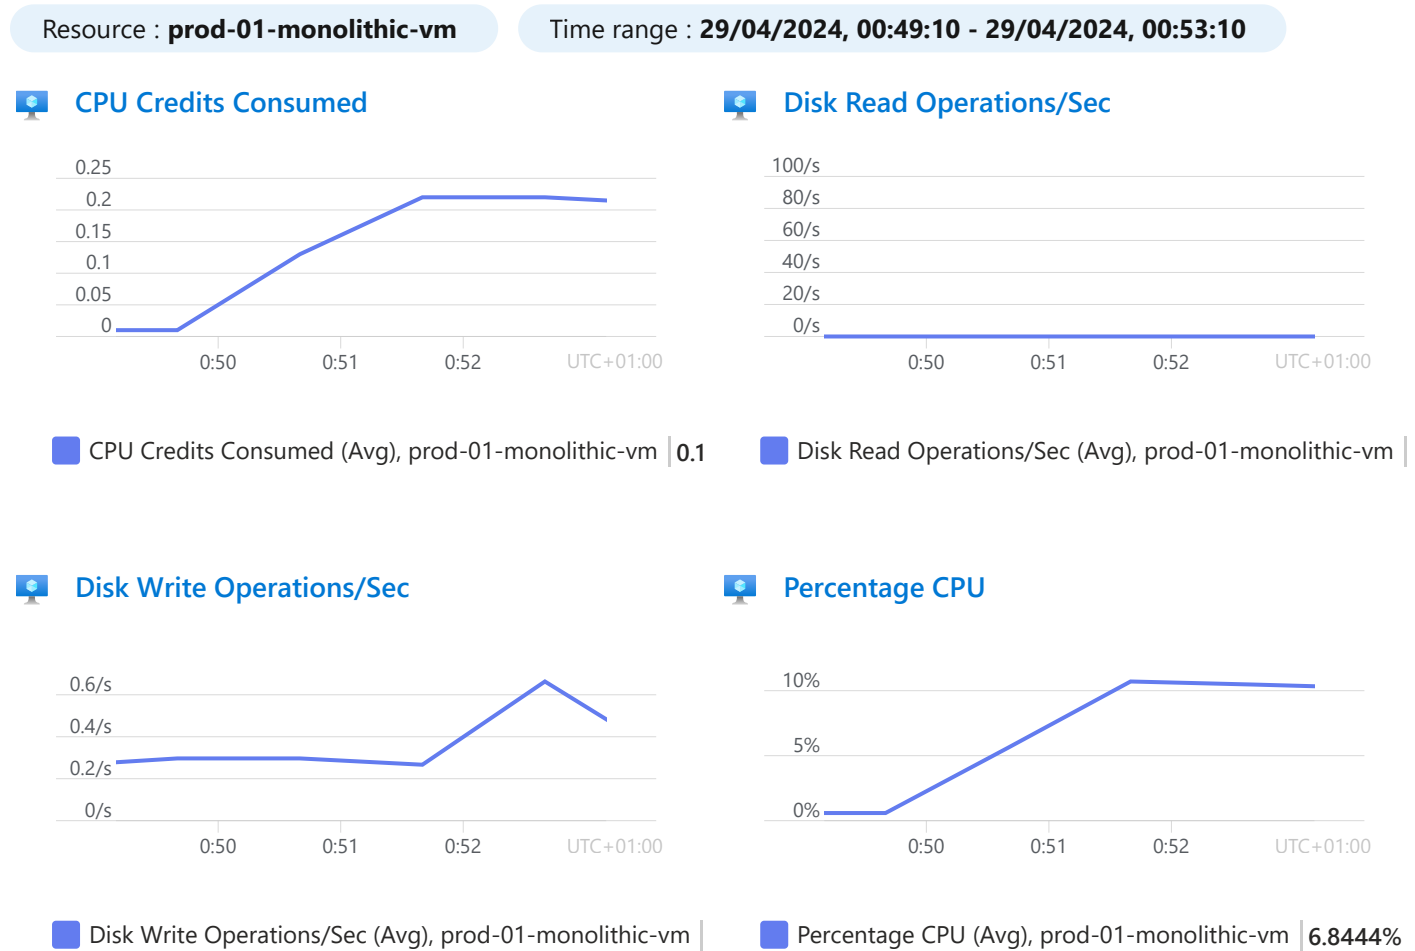 Resource : prod-01-monolithic-vm
Time range : 29/04/2024, 00:49:10 - 29/04/2024, 00:53:10
CPU Credits Consumed
0.25
0.2
0.15
0.1
0.05
0
0:50 0:51 0:52 UTC+01:00
CPU Credits Consumed (Avg), prod-01-monolithic-vm 0.1
Disk Read Operations/Sec
100/s
80/s
60/s
40/s
20/s
0/s
0:50 0:51 0:52 UTC+01:00
Disk Read Operations/Sec (Avg), prod-01-monolithic-vm
Disk Write Operations/Sec
0.6/s
0.4/s
0.2/s
0/s
0:50 0:51 0:52 UTC+01:00
Disk Write Operations/Sec (Avg), prod-01-monolithic-vm
Percentage CPU
10%
5%
0%
0:50 0:51 0:52 UTC+01:00
Percentage CPU (Avg), prod-01-monolithic-vm 6.8444%